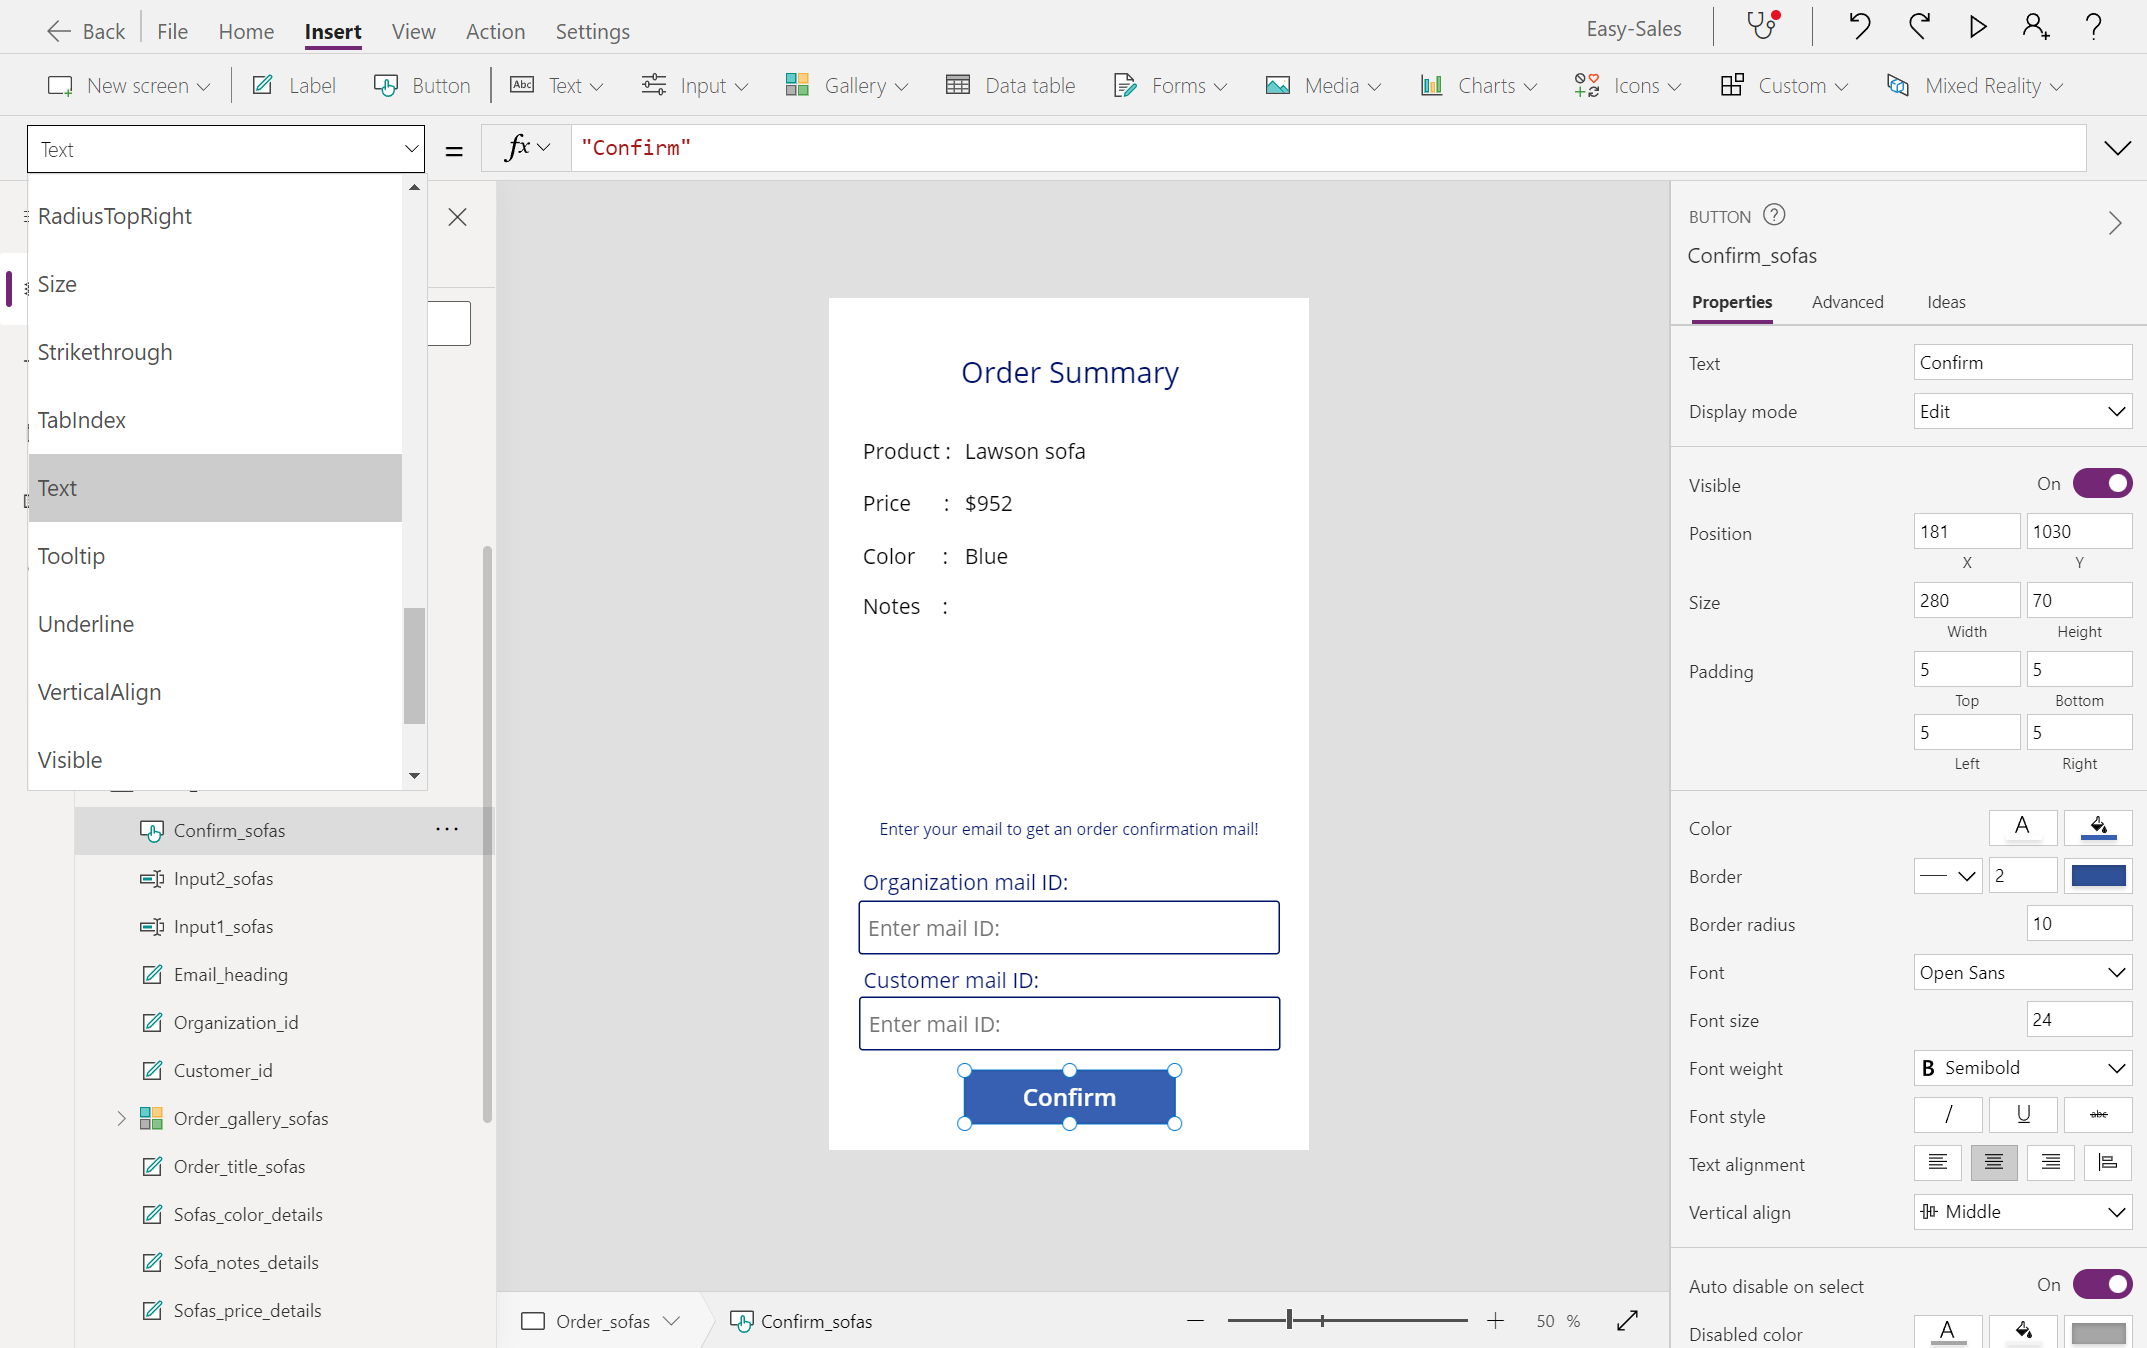 Back File Home Insert View Action Settings Easy-Sales
New screen Label Button Abc Text Input Gallery Data table Forms Media Charts Icons Custom Mixed Reality
Text = fx "Confirm"
RadiusTopRight
Size
Strikethrough
TabIndex
Text
Tooltip
Underline
VerticalAlign
Visible
Confirm_sofas ...
Input2_sofas
Input1_sofas
Email_heading
Organization_id
Customer_id
Order_gallery_sofas
Order_title_sofas
Sofas_color_details
Sofa_notes_details
Sofas_price_details
Order Summary
Product : Lawson sofa
Price : $952
Color : Blue
Notes :
Enter your email to get an order confirmation mail!
Organization mail ID:
Enter mail ID:
Customer mail ID:
Enter mail ID:
Confirm
Order_sofas Confirm_sofas 50 %
BUTTON ?
Confirm_sofas
Properties Advanced Ideas
Text Confirm
Display mode Edit
Visible On
Position 181 1030
X Y
Size 280 70
Width Height
Padding 5 5
Top Bottom
5 5
Left Right
Color A
Border 2
Border radius 10
Font Open Sans
Font size 24
Font weight B Semibold
Font style / U abc
Text alignment
Vertical align Middle
Auto disable on select On
Disabled color A